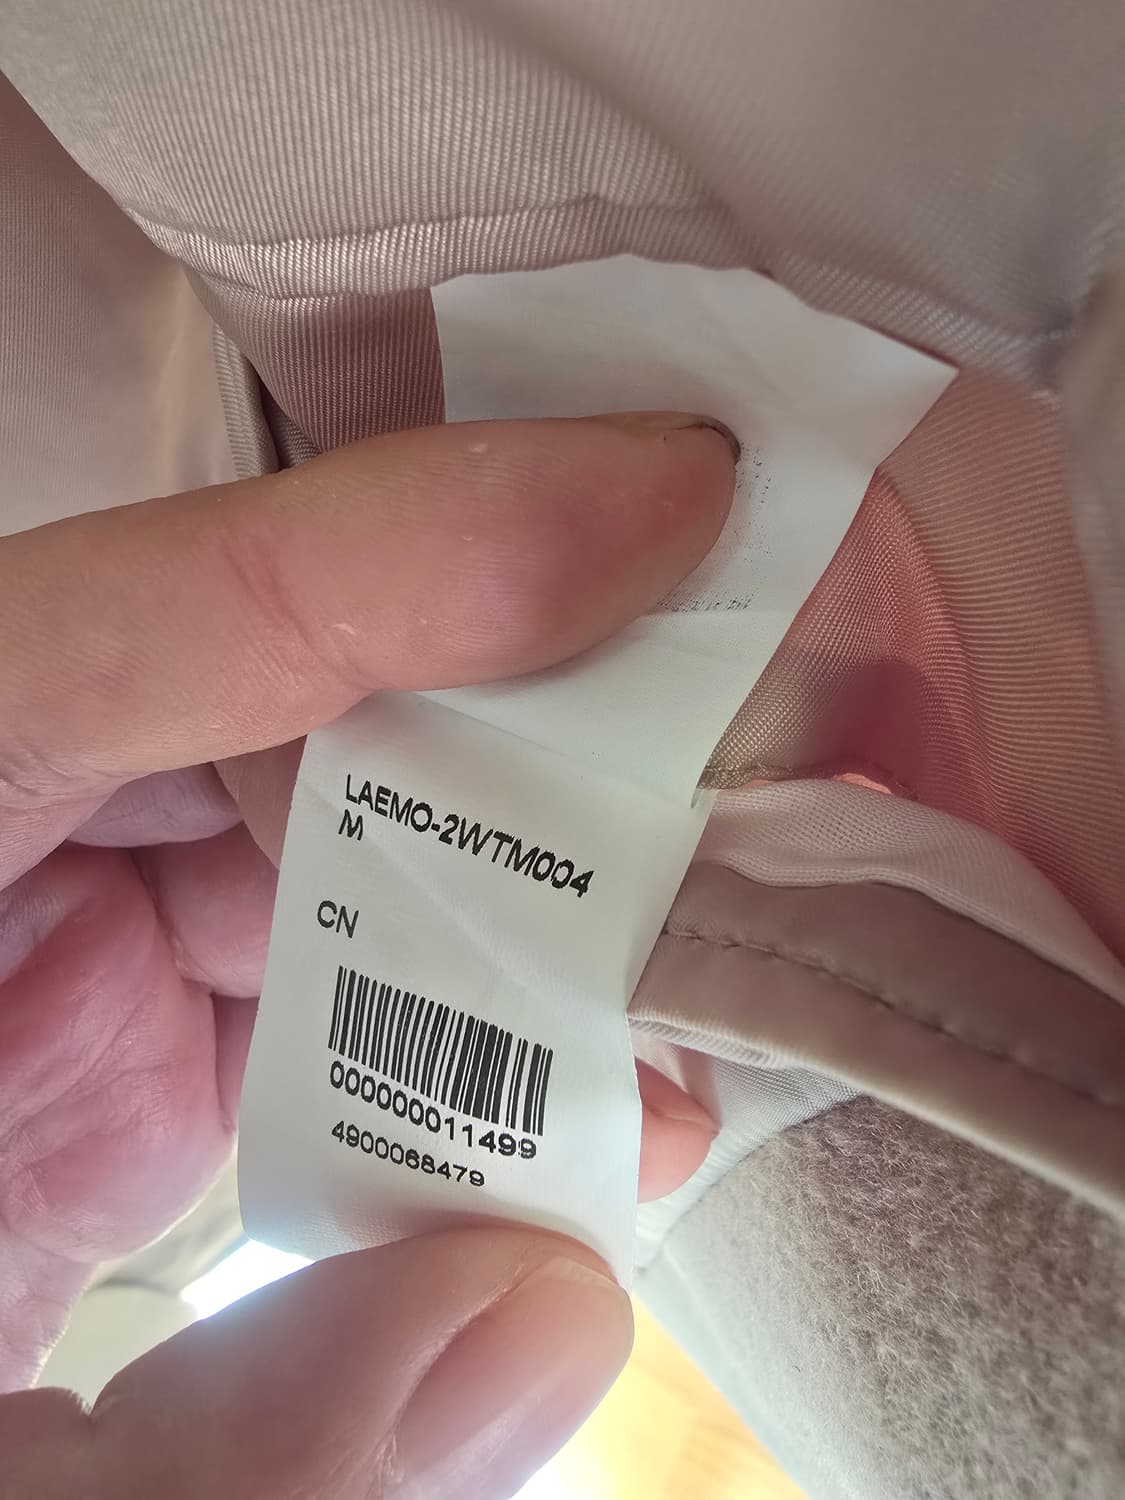 LAEMO-2WTM004
M
CN
000000011499
4900068479